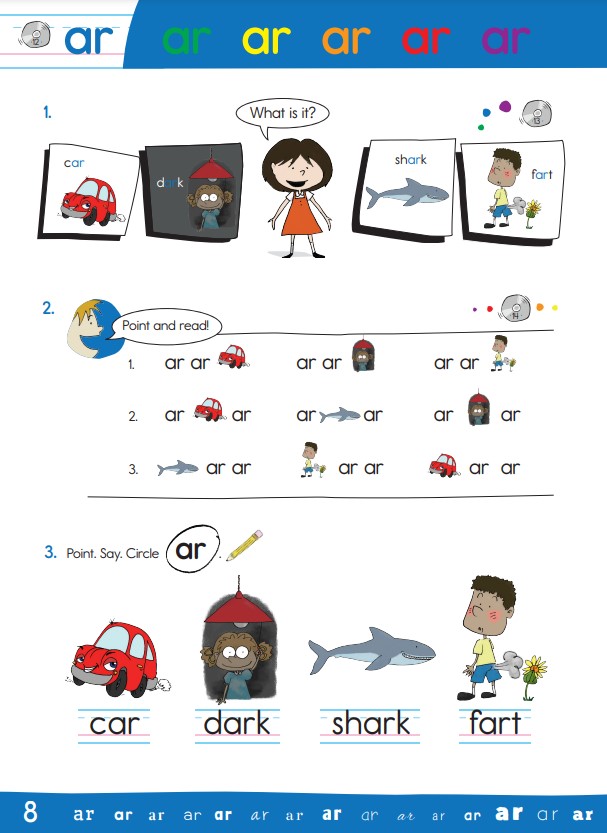 12 ar ar ar ar ar ar
1.
What is it?
13
car
dark
shark
fart
2.
Point and read!
14
1. ar ar ar ar ar ar
2. ar ar ar ar ar ar
3. ar ar ar ar ar ar
3. Point. Say. Circle ar.
car dark shark fart
8 ar ar ar ar ar ar ar ar ar ar ar ar ar ar ar